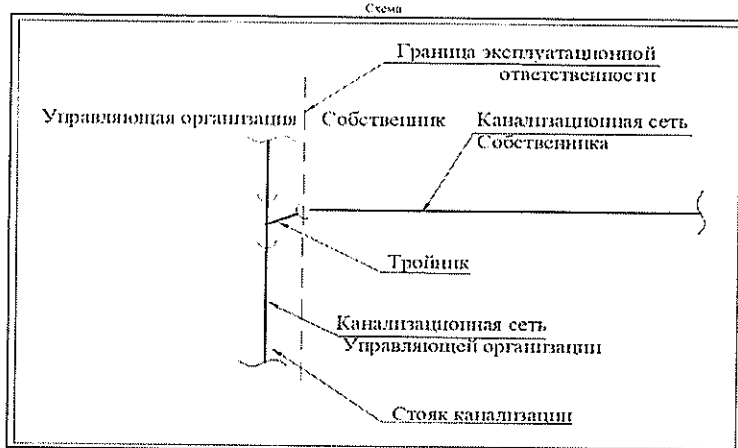 Схема
Граница эксплуатационной
ответственности
Управляющая организация
Собственник
Канализационная сеть
Собственника
Тройник
Канализационная сеть
Управляющей организации
Стояк канализации